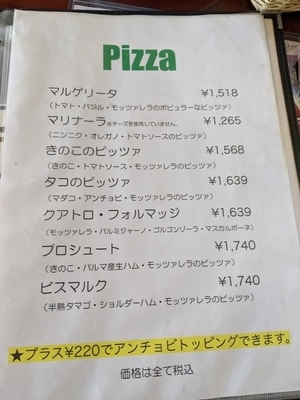 Pizza
マルゲリータ ¥1,518
（トマト・バジル・モッツァレラのポピュラーなピッツァ）
マリナーラ ※チーズを使用していません。 ¥1,265
（ニンニク・オレガノ・トマトソースのピッツァ）
きのこのピッツァ ¥1,568
（きのこ・トマトソース・モッツァレラのピッツァ）
タコのピッツァ ¥1,639
（マダコ・アンチョビ・モッツァレラのピッツァ）
クアトロ・フォルマッジ ¥1,639
（モッツァレラ・パルミジャーノ・ゴルゴンゾーラ・マスカルポーネ）
プロシュート ¥1,740
（きのこ・パルマ産生ハム・モッツァレラのピッツァ）
ビスマルク ¥1,740
（半熟タマゴ・ショルダーハム・モッツァレラのピッツァ）
★プラス¥220でアンチョビトッピングできます。
価格は全て税込